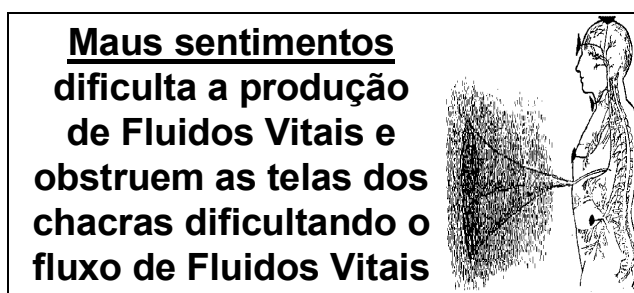 Maus sentimentos
dificulta a produção
de Fluidos Vitais e
obstruem as telas dos
chacras dificultando o
fluxo de Fluidos Vitais